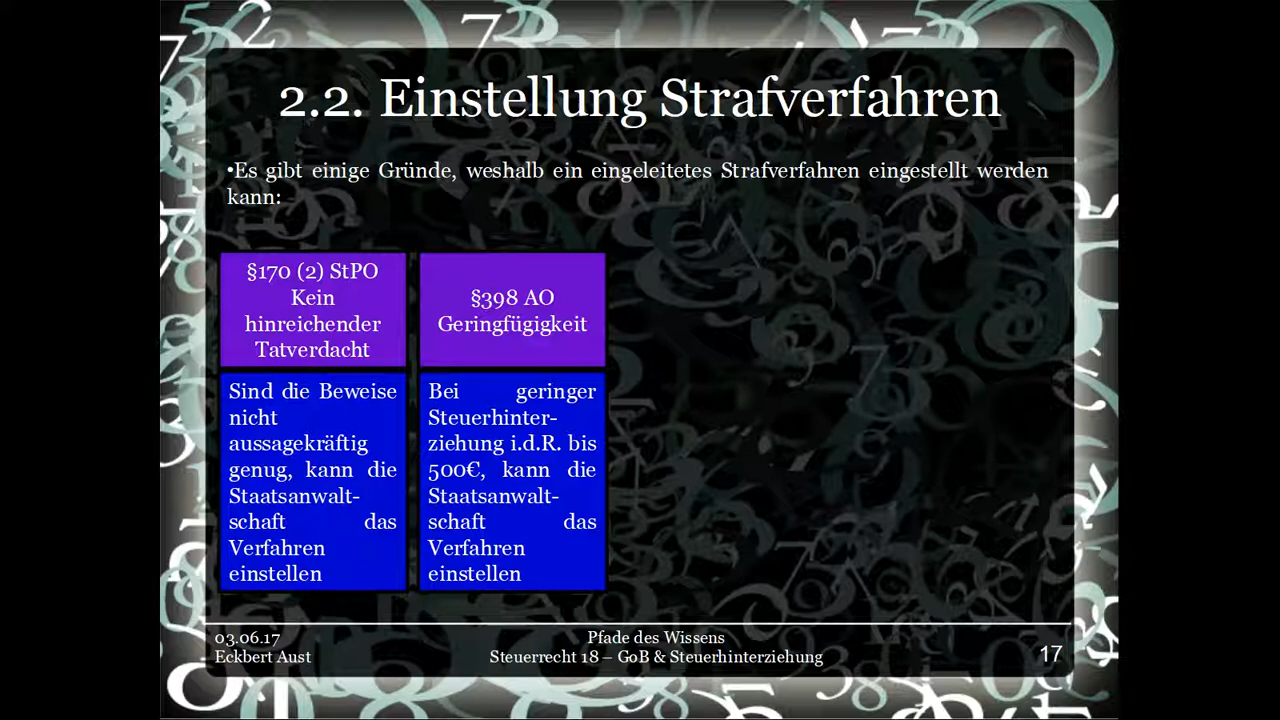 2.2. Einstellung Strafverfahren
•Es gibt einige Gründe, weshalb ein eingeleitetes Strafverfahren eingestellt werden
kann:
§170 (2) StPO
Kein
hinreichender
Tatverdacht
Sind die Beweise
nicht
aussagekräftig
genug, kann die
Staatsanwalt-
schaft das
Verfahren
einstellen
§398 AO
Geringfügigkeit
Bei geringer
Steuerhinter-
ziehung i.d.R. bis
500€, kann die
Staatsanwalt-
schaft das
Verfahren
einstellen
03.06.17
Eckbert Aust
Pfade des Wissens
Steuerrecht 18 – GoB & Steuerhinterziehung
17